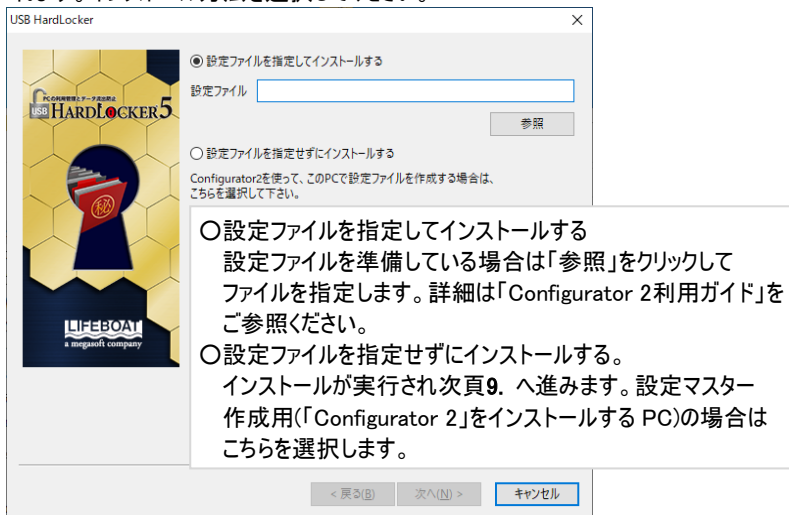 USB HardLocker
PCの利用管理とデータ流出防止
USB HARDLOCKER5
秘
LIFEBOAT
a megasoft company
設定ファイルを指定してインストールする
設定ファイル
参照
設定ファイルを指定せずにインストールする
Configurator2を使って、このPCで設定ファイルを作成する場合は、
こちらを選択して下さい。
〇設定ファイルを指定してインストールする
設定ファイルを準備している場合は「参照」をクリックして
ファイルを指定します。詳細は「Configurator 2利用ガイド」を
ご参照ください。
〇設定ファイルを指定せずにインストールする。
インストールが実行され次頁9. へ進みます。設定マスター
作成用(「Configurator 2」をインストールする PC)の場合は
こちらを選択します。
< 戻る(B)
次へ(N) >
キャンセル